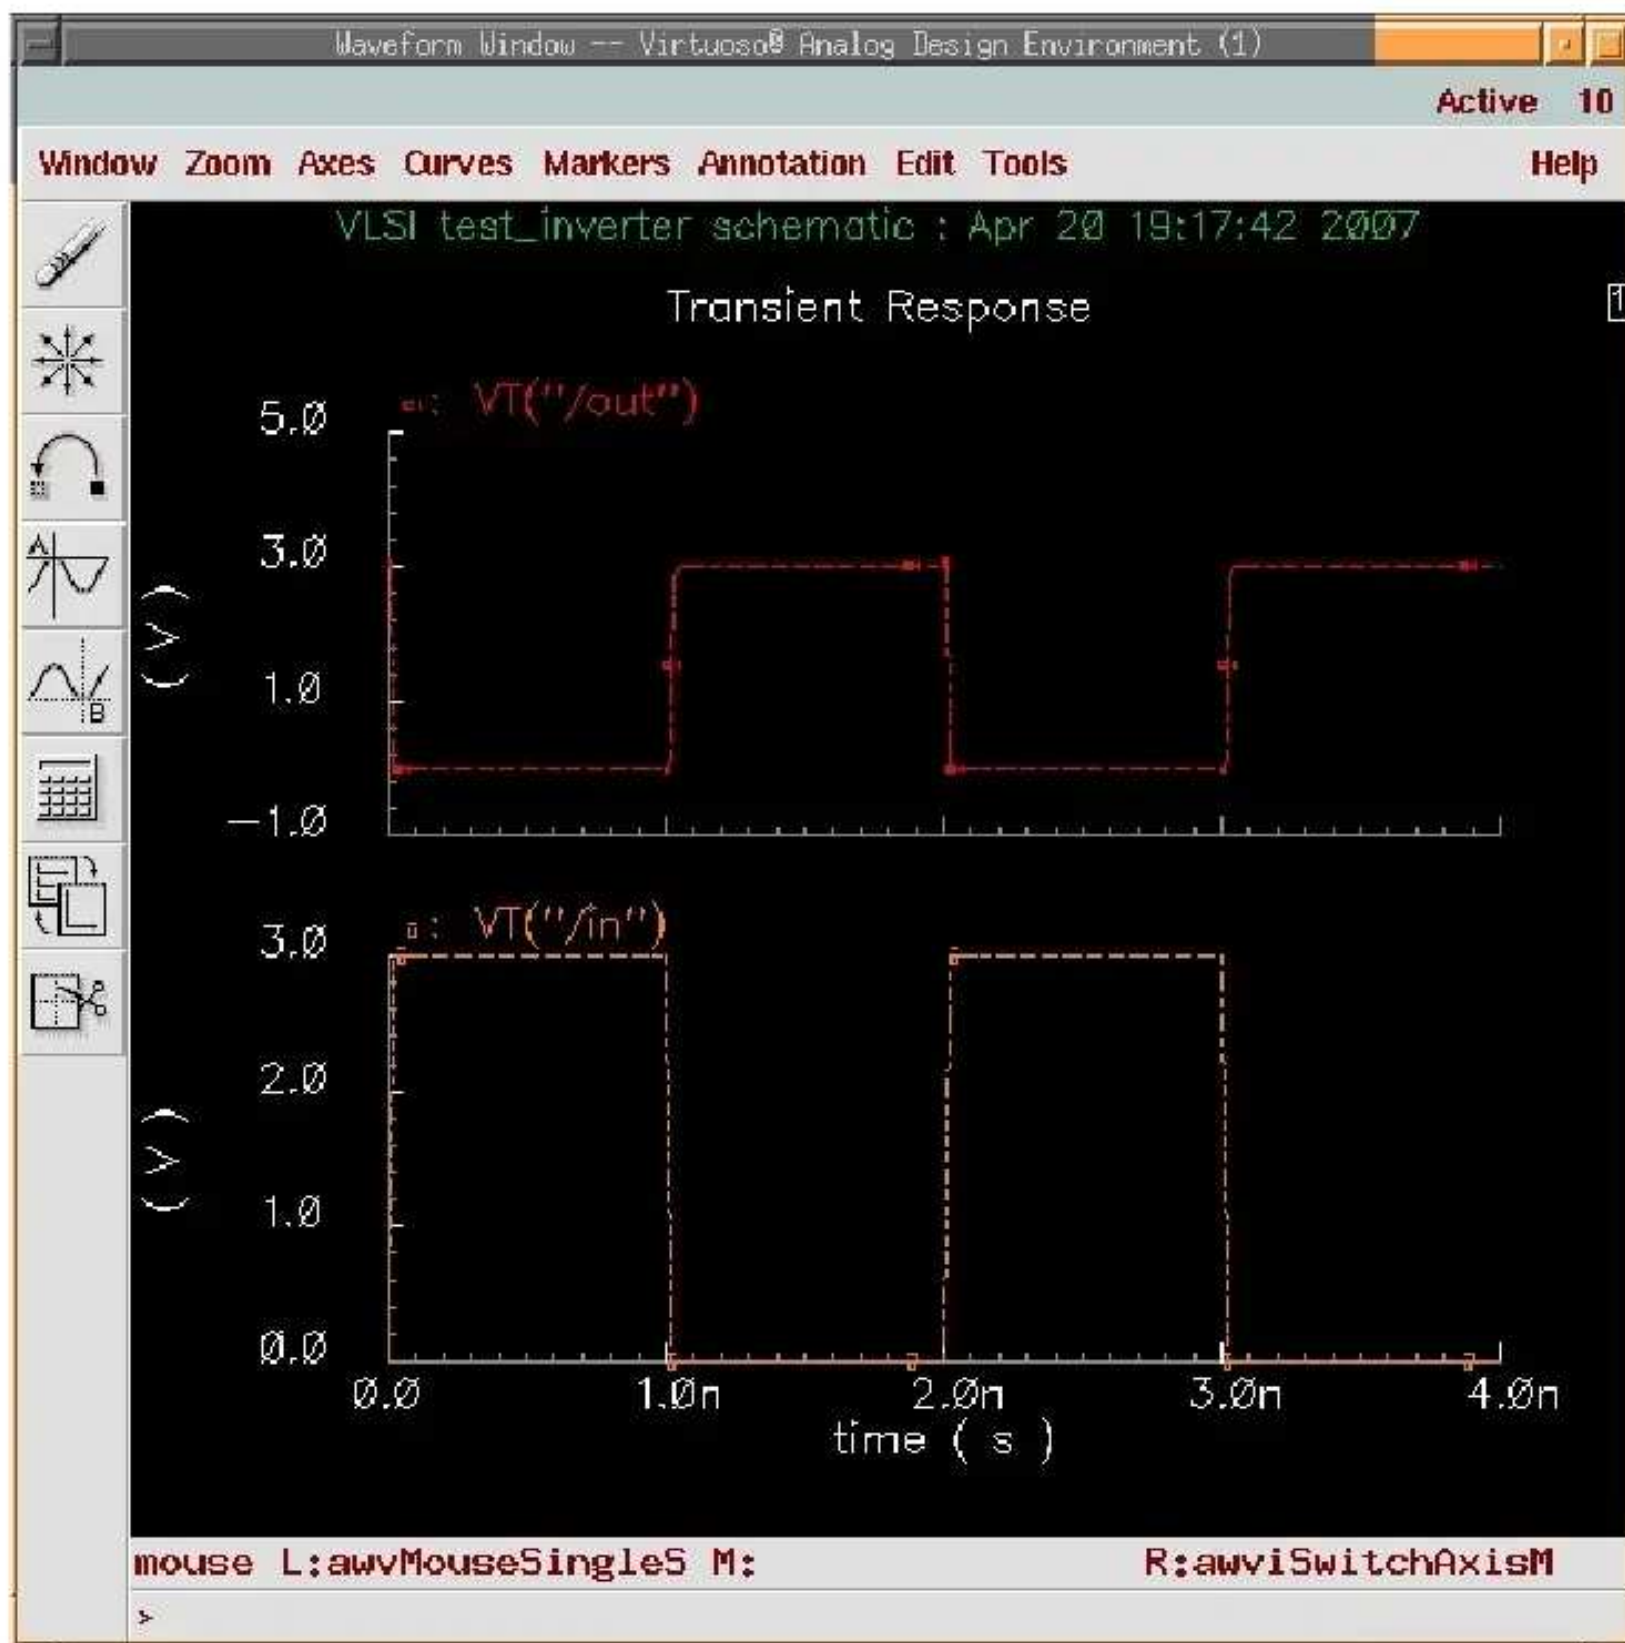 Waveform Window -- Virtuoso® Analog Design Environment (1)
Active 10
Window Zoom Axes Curves Markers Annotation Edit Tools Help
VLSI test_inverter schematic : Apr 20 19:17:42 2007
Transient Response
1
: VT("/out")
5.0
3.0
(V)
1.0
-1.0
: VT("/in")
3.0
2.0
(V)
1.0
0.0
0.0 1.0n 2.0n 3.0n 4.0n
time ( s )
A
B
mouse L:awvMouseSingleS M: R:awviSwitchAxisM
>